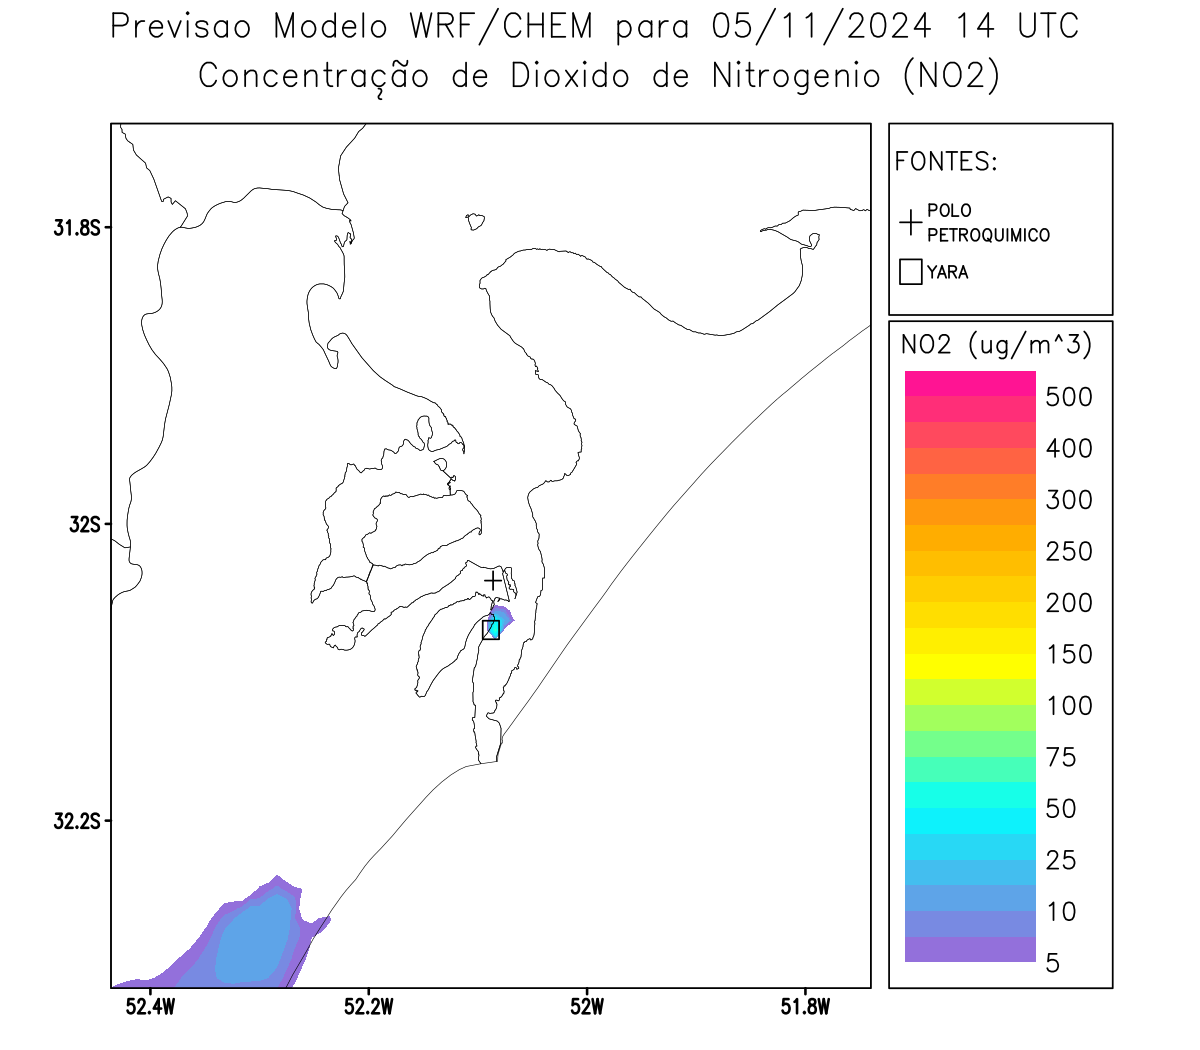 Previsao Modelo WRF/CHEM para 05/11/2024 14 UTC
Concentração de Dioxido de Nitrogenio (NO2)
FONTES:
POLO
PETROQUIMICO
YARA
31.8S
32S
32.2S
52.4W
52.2W
52W
51.8W
NO2 (ug/m^3)
500
400
300
250
200
150
100
75
50
25
10
5